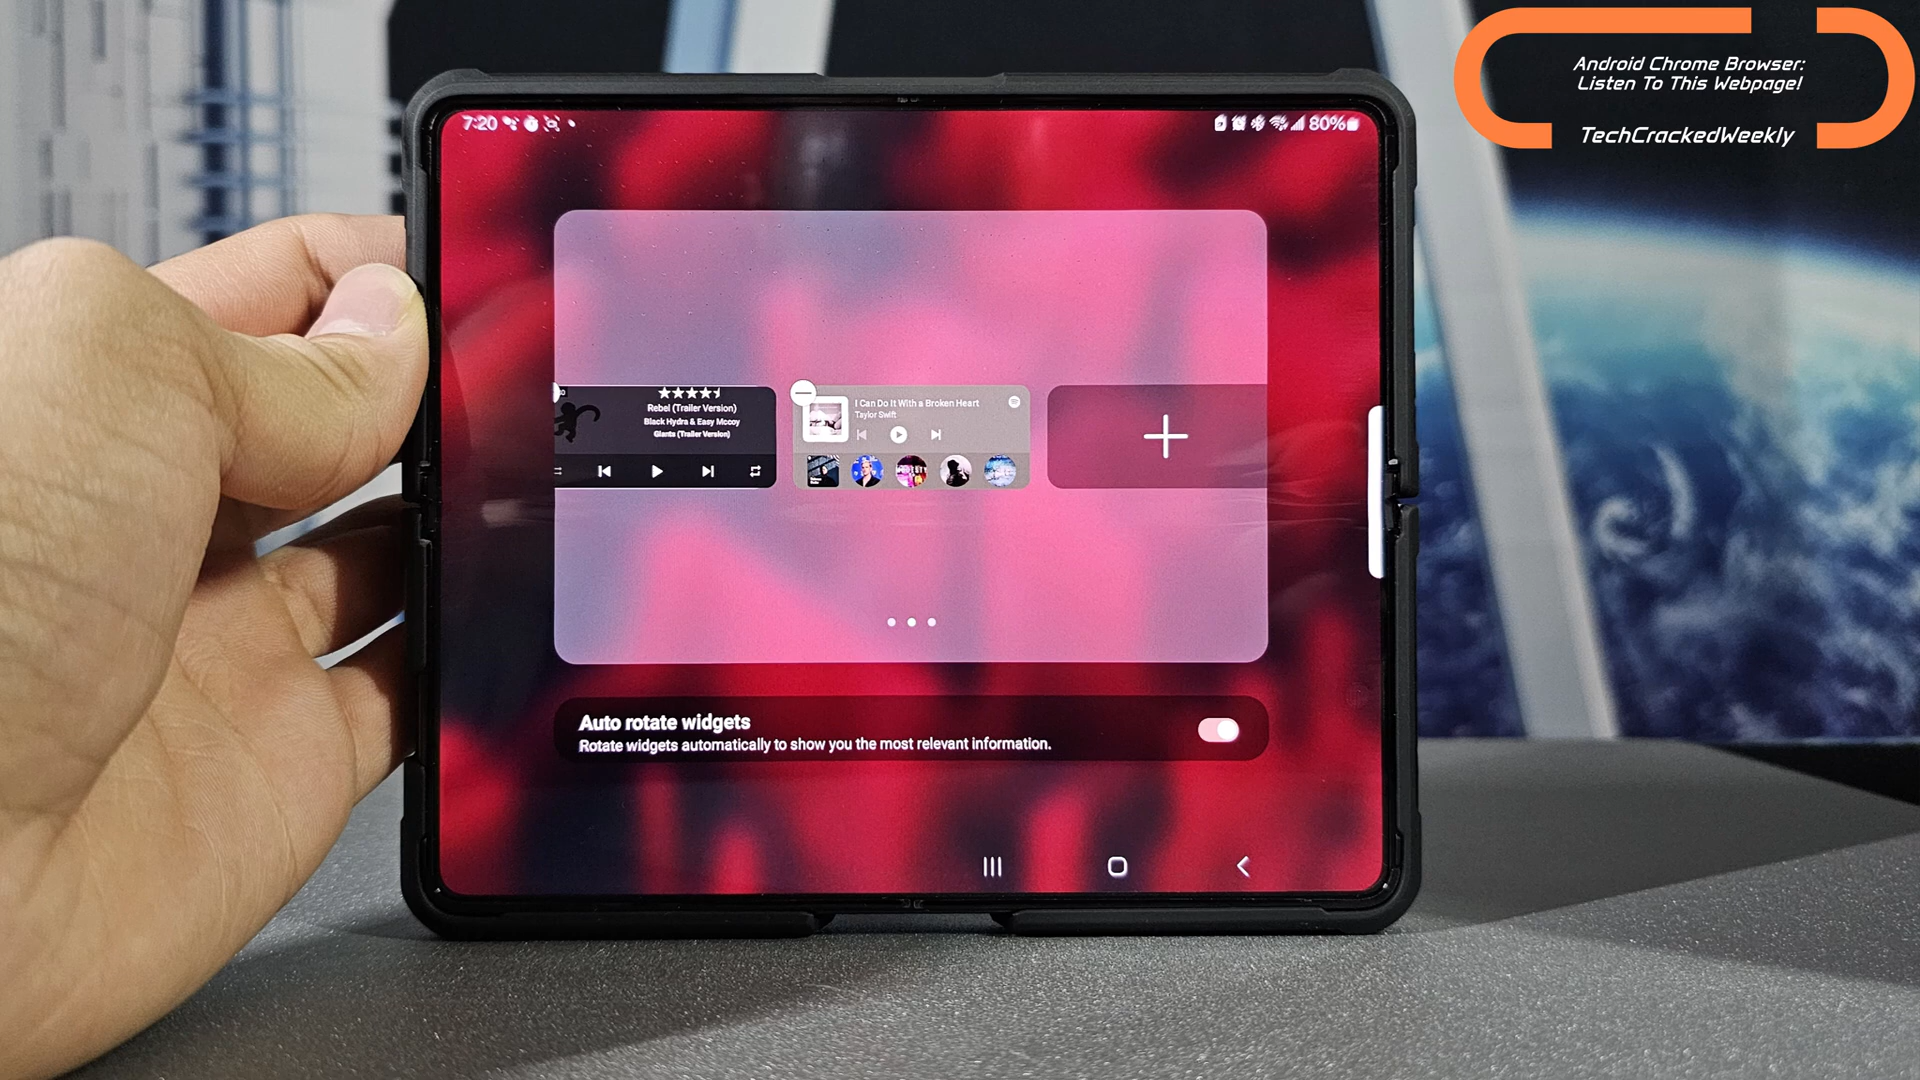 Android Chrome Browser:
Listen To This Webpage!
TechCrackedWeekly
7:20
80%
Rebel (Trailer Version)
Black Hydra & Easy Mccoy
Giants (Trailer Version)
I Can Do It With a Broken Heart
Taylor Swift
Auto rotate widgets
Rotate widgets automatically to show you the most relevant information.